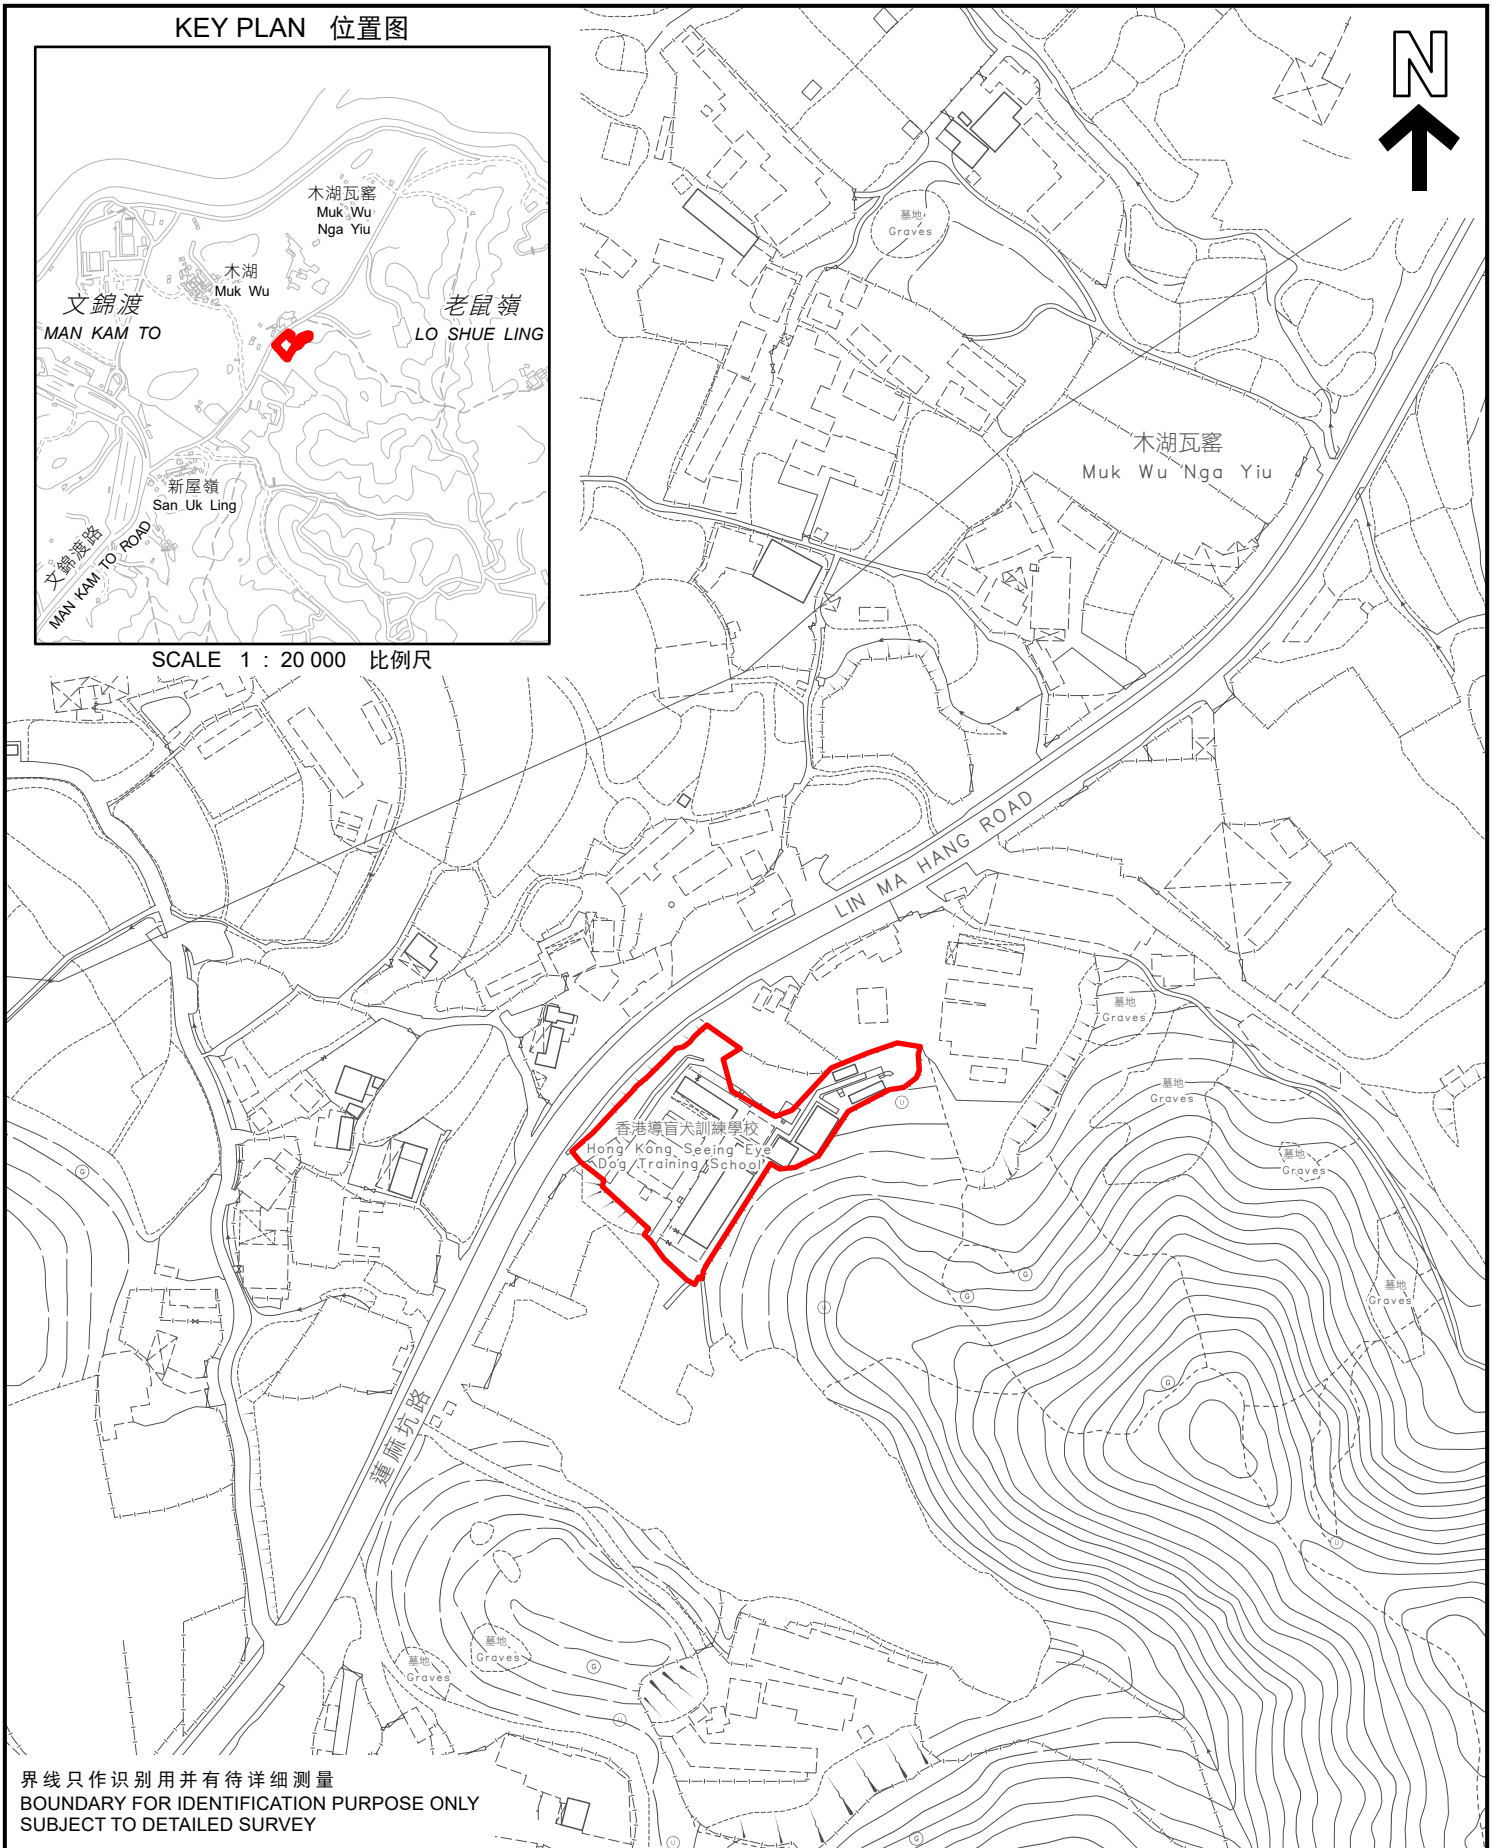 KEY PLAN 位置图
N
木湖瓦窰
Muk Wu
Nga Yiu
木湖
Muk Wu
文錦渡
MAN KAM TO
老鼠嶺
LO SHUE LING
新屋嶺
San Uk Ling
文錦渡路
MAN KAM TO ROAD
SCALE 1 : 20 000 比例尺
墓地
Graves
木湖瓦窰
Muk Wu Nga Yiu
LIN MA HANG ROAD
墓地
Graves
墓地
Graves
香港導盲犬訓練學校
Hong Kong Seeing Eye
Dog Training School
墓地
Graves
U
G
G
G
U
墓地
Graves
G
蓮麻坑路
U
墓地
Graves
墓地
Graves
G
U
U
G
界线只作识别用并有待详细测量
BOUNDARY FOR IDENTIFICATION PURPOSE ONLY
SUBJECT TO DETAILED SURVEY